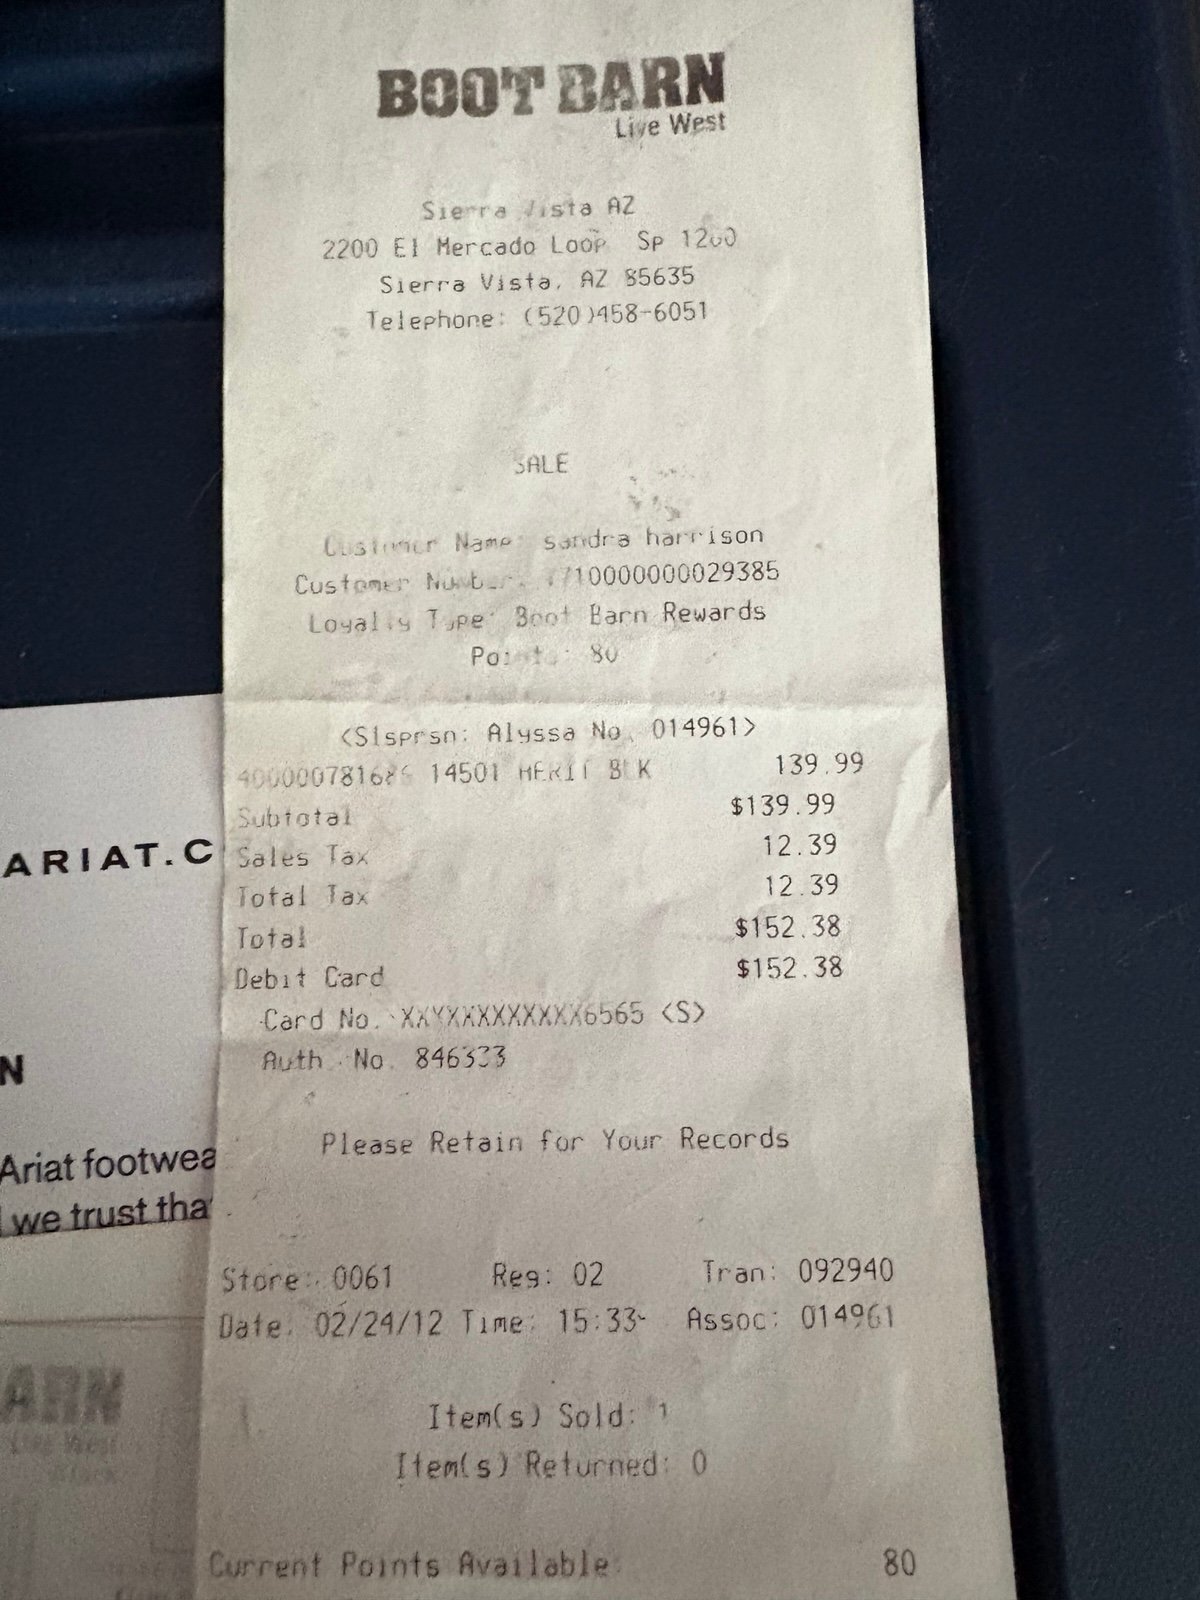 BOOT BARN
Live West
Sierra Vista AZ
2200 El Mercado Loop Sp 1200
Sierra Vista, AZ 85635
Telephone: (520)458-6051
SALE
Customer Name: sandra harrison
Customer Number:
Loyalty Type: Boot Barn Rewards
Points: 80
<Slsprsn: Alyssa No. 014961>
14501 MERIT BLK 139.99
Subtotal $139.99
Sales Tax 12.39
Total Tax 12.39
Total $152.38
Debit Card $152.38
Card No. XXXXXXXXXXXX6565 <S>
Auth. No. 846333
Please Retain for Your Records
Store: 0061 Reg: 02 Tran: 092940
Date: 02/24/12 Time: 15:33 Assoc: 014961
Item(s) Sold: 1
Item(s) Returned: 0
Current Points Available: 80
ARIAT.C
N
Ariat footwea
we trust tha
ARN
Live West